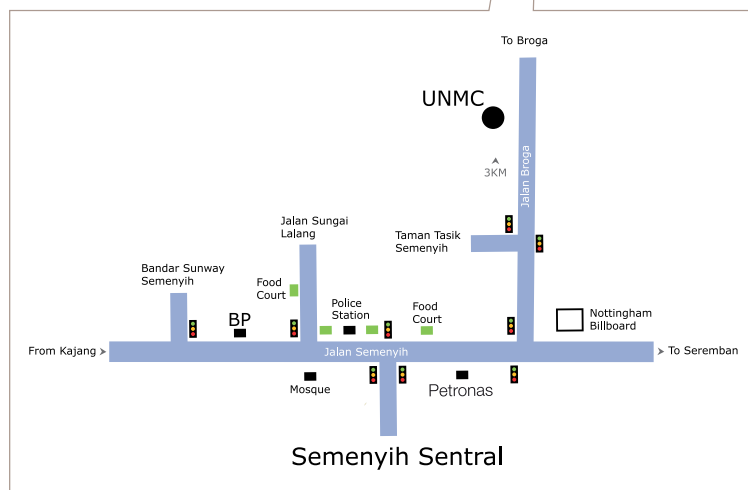 To Broga
UNMC
3KM
Jalan Broga
Jalan Sungai
Lalang
Taman Tasik
Semenyih
Bandar Sunway
Semenyih
Food
Court
BP
Police
Station
Food
Court
Nottingham
Billboard
From Kajang
Jalan Semenyih
To Seremban
Mosque
Petronas
Semenyih Sentral